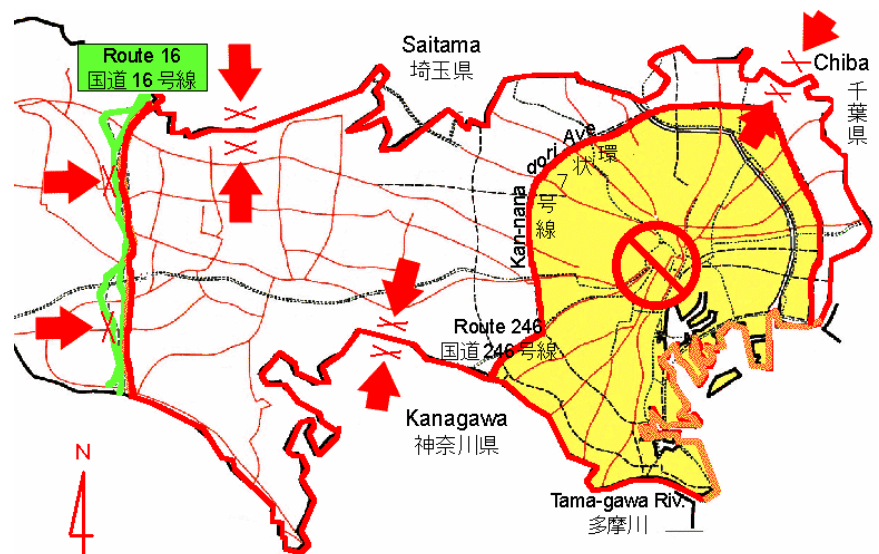 Route 16
国道16号線
Saitama
埼玉県
Chiba
千葉県
Kan-nana dori Ave
環状7号線
Route 246
国道246号線
Kanagawa
神奈川県
Tama-gawa Riv.
多摩川
N